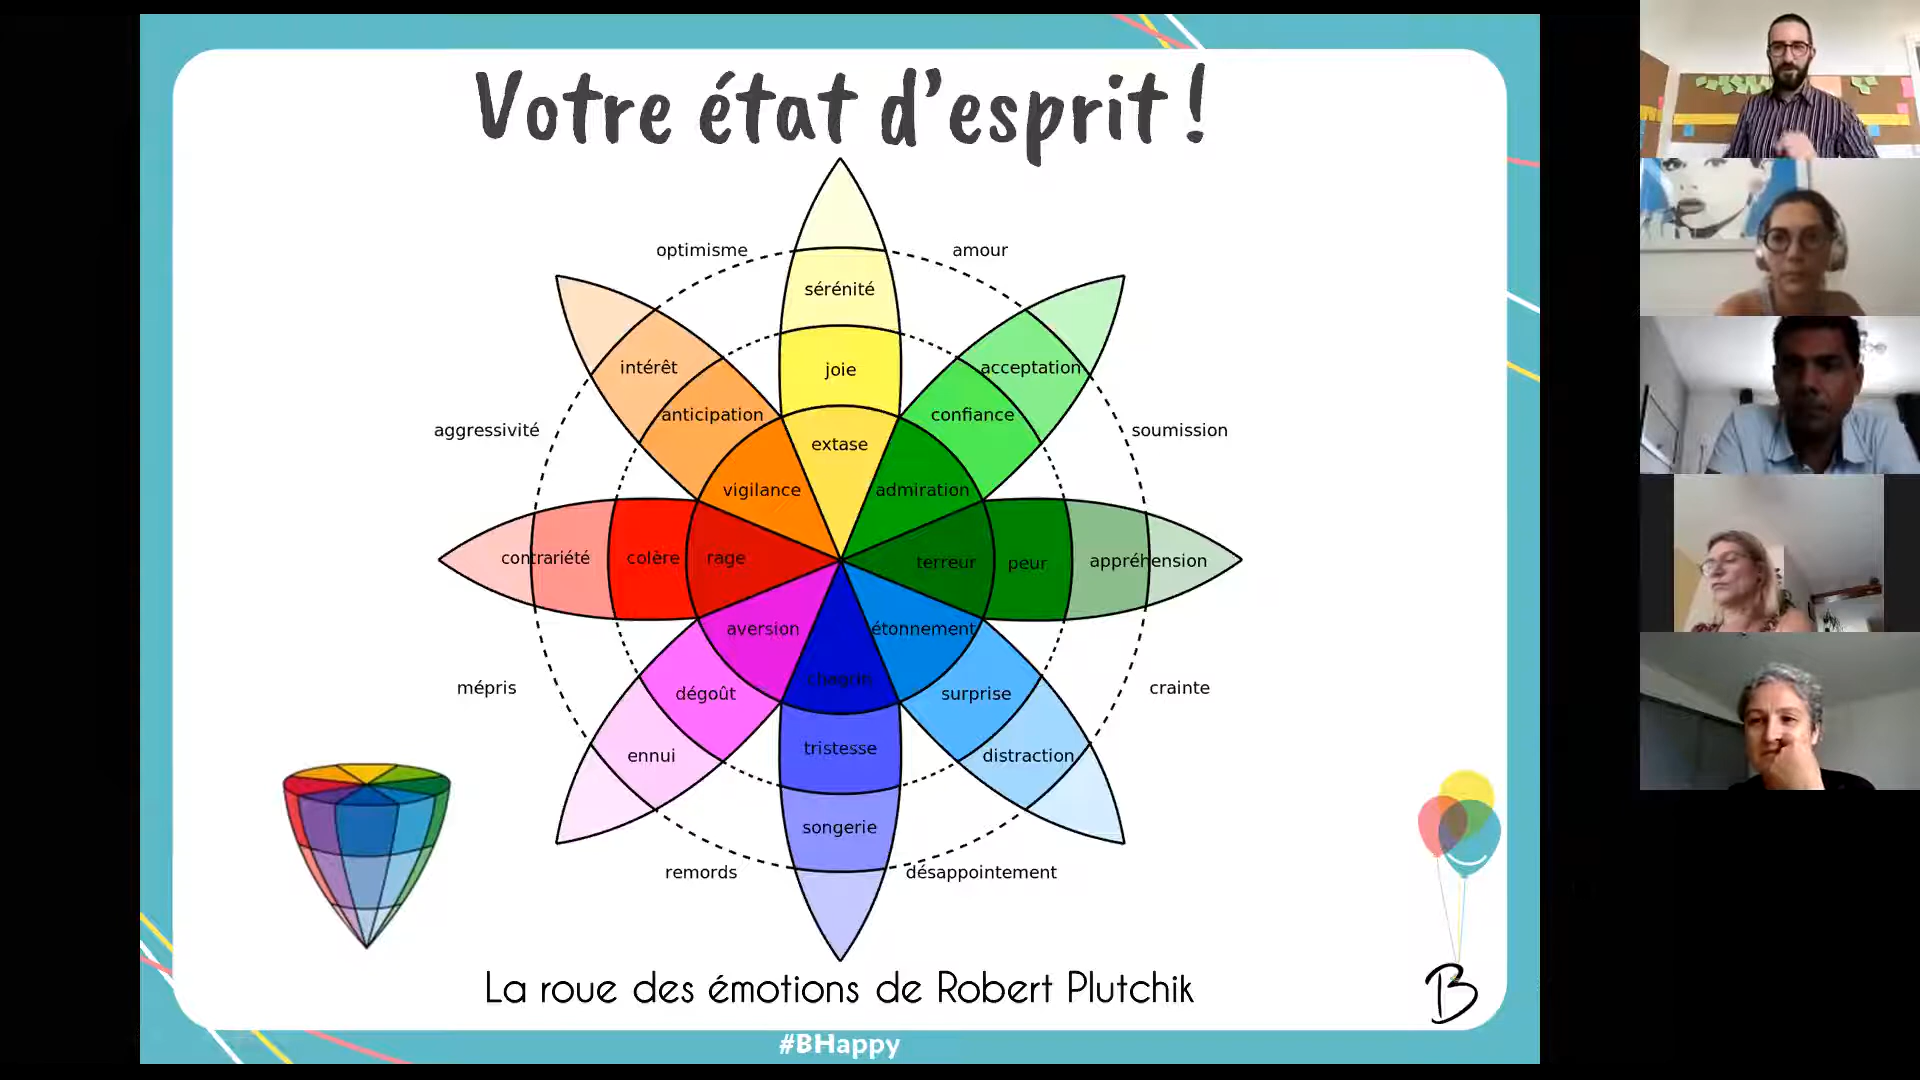 Votre état d'esprit !
optimisme
amour
sérénité
intérêt
joie
acceptation
anticipation
confiance
aggressivité
extase
soumission
vigilance
admiration
contrariété
colère
rage
terreur
peur
appréhension
aversion
étonnement
chagrin
mépris
dégoût
surprise
crainte
tristesse
ennui
distraction
songerie
remords
désappointement
La roue des émotions de Robert Plutchik
B
#BHappy